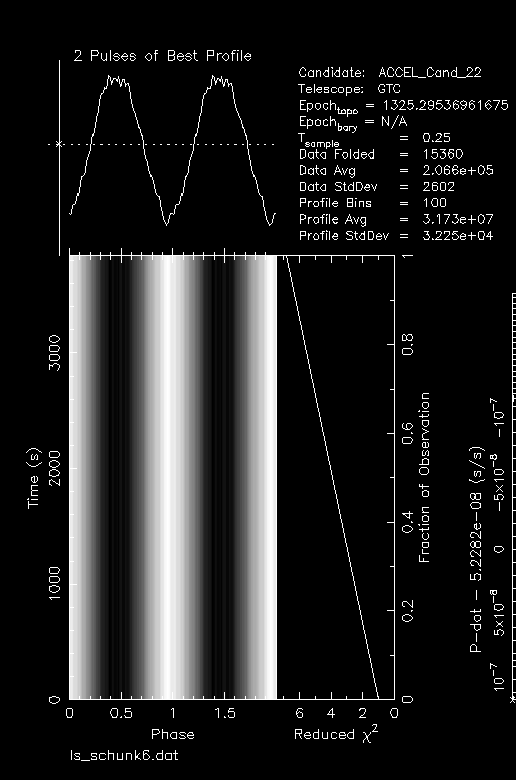 2 Pulses of Best Profile
Candidate: ACCEL_Cand_22
Telescope: GTC
Epoch_topo = 1325.29536961675
Epoch_bary = N/A
T_sample = 0.25
Data Folded = 15360
Data Avg = 2.066e+05
Data StdDev = 2602
Profile Bins = 100
Profile Avg = 3.173e+07
Profile StdDev = 3.225e+04
Time (s)
0 1000 2000 3000
0 0.5 1 1.5
Phase
6 4 2 0
Reduced χ²
0 0.2 0.4 0.6 0.8 1
Fraction of Observation
P-dot - 5.2282e-08 (s/s)
10⁻⁷ 5×10⁻⁸ 0 -5×10⁻⁸ -10⁻⁷
ls_schunk6.dat